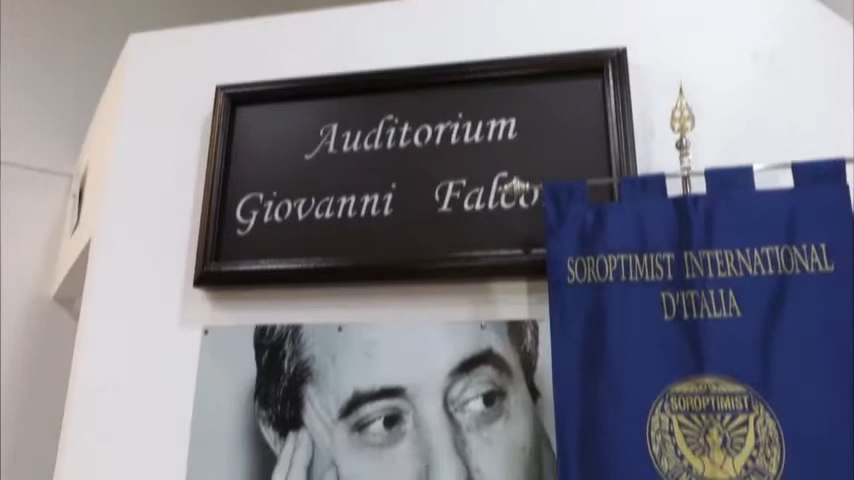 Auditorium
Giovanni Falco
SOROPTIMIST INTERNATIONAL
D'ITALIA
SOROPTIMIST